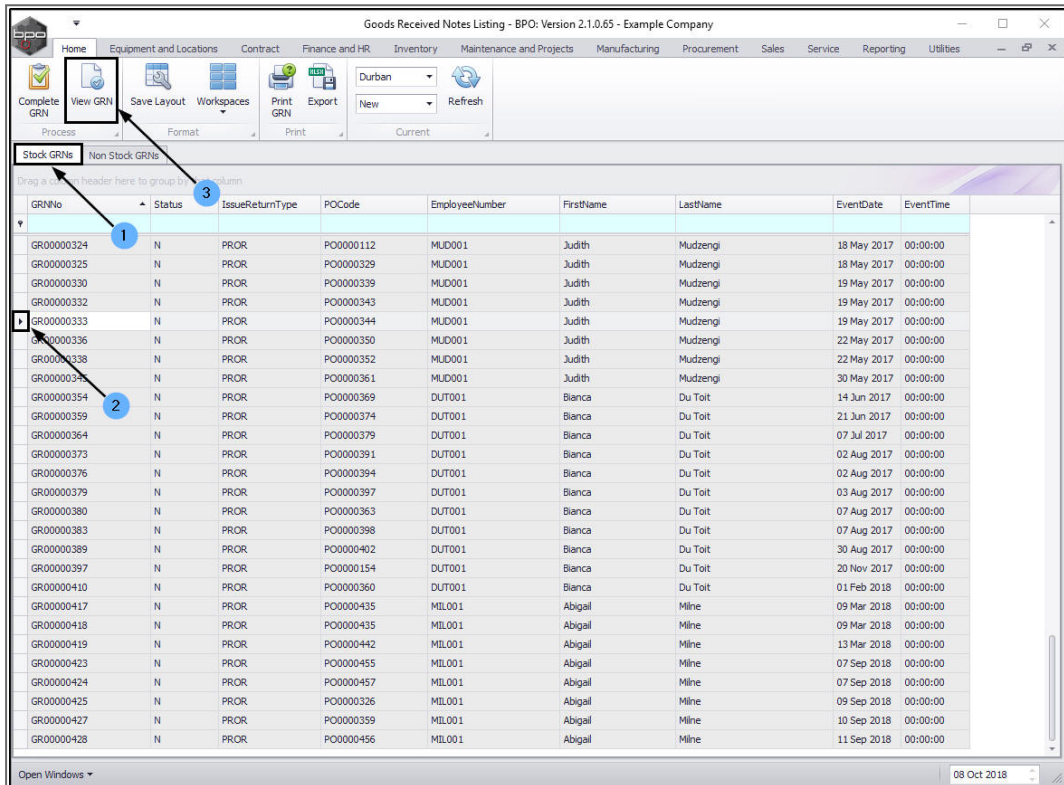 bpo
Goods Received Notes Listing - BPO: Version 2.1.0.65 - Example Company
Home Equipment and Locations Contract Finance and HR Inventory Maintenance and Projects Manufacturing Procurement Sales Service Reporting Utilities
Complete GRN View GRN Save Layout Workspaces Print GRN XLSX Export Durban New Refresh
Process Format Print Current
Stock GRNs Non Stock GRNs
3
Drag a column header here to group by that column
GRNNo Status IssueReturnType POCode EmployeeNumber FirstName LastName EventDate EventTime
1
GR00000324 N PROR PO0000112 MUD001 Judith Mudzengi 18 May 2017 00:00:00
GR00000325 N PROR PO0000329 MUD001 Judith Mudzengi 18 May 2017 00:00:00
GR00000330 N PROR PO0000339 MUD001 Judith Mudzengi 19 May 2017 00:00:00
GR00000332 N PROR PO0000343 MUD001 Judith Mudzengi 19 May 2017 00:00:00
GR00000333 N PROR PO0000344 MUD001 Judith Mudzengi 19 May 2017 00:00:00
GR00000336 N PROR PO0000350 MUD001 Judith Mudzengi 22 May 2017 00:00:00
GR00000338 N PROR PO0000352 MUD001 Judith Mudzengi 22 May 2017 00:00:00
GR00000345 N PROR PO0000361 MUD001 Judith Mudzengi 30 May 2017 00:00:00
GR00000354 N PROR PO0000369 DUT001 Bianca Du Toit 14 Jun 2017 00:00:00
2
GR00000359 N PROR PO0000374 DUT001 Bianca Du Toit 21 Jun 2017 00:00:00
GR00000364 N PROR PO0000379 DUT001 Bianca Du Toit 07 Jul 2017 00:00:00
GR00000373 N PROR PO0000391 DUT001 Bianca Du Toit 02 Aug 2017 00:00:00
GR00000376 N PROR PO0000394 DUT001 Bianca Du Toit 02 Aug 2017 00:00:00
GR00000379 N PROR PO0000397 DUT001 Bianca Du Toit 03 Aug 2017 00:00:00
GR00000380 N PROR PO0000363 DUT001 Bianca Du Toit 07 Aug 2017 00:00:00
GR00000383 N PROR PO0000398 DUT001 Bianca Du Toit 07 Aug 2017 00:00:00
GR00000389 N PROR PO0000402 DUT001 Bianca Du Toit 30 Aug 2017 00:00:00
GR00000397 N PROR PO0000154 DUT001 Bianca Du Toit 20 Nov 2017 00:00:00
GR00000410 N PROR PO0000360 DUT001 Bianca Du Toit 01 Feb 2018 00:00:00
GR00000417 N PROR PO0000435 MIL001 Abigail Milne 09 Mar 2018 00:00:00
GR00000418 N PROR PO0000435 MIL001 Abigail Milne 09 Mar 2018 00:00:00
GR00000419 N PROR PO0000442 MIL001 Abigail Milne 13 Mar 2018 00:00:00
GR00000423 N PROR PO0000455 MIL001 Abigail Milne 07 Sep 2018 00:00:00
GR00000424 N PROR PO0000457 MIL001 Abigail Milne 07 Sep 2018 00:00:00
GR00000425 N PROR PO0000326 MIL001 Abigail Milne 09 Sep 2018 00:00:00
GR00000427 N PROR PO0000359 MIL001 Abigail Milne 10 Sep 2018 00:00:00
GR00000428 N PROR PO0000456 MIL001 Abigail Milne 11 Sep 2018 00:00:00
Open Windows 08 Oct 2018